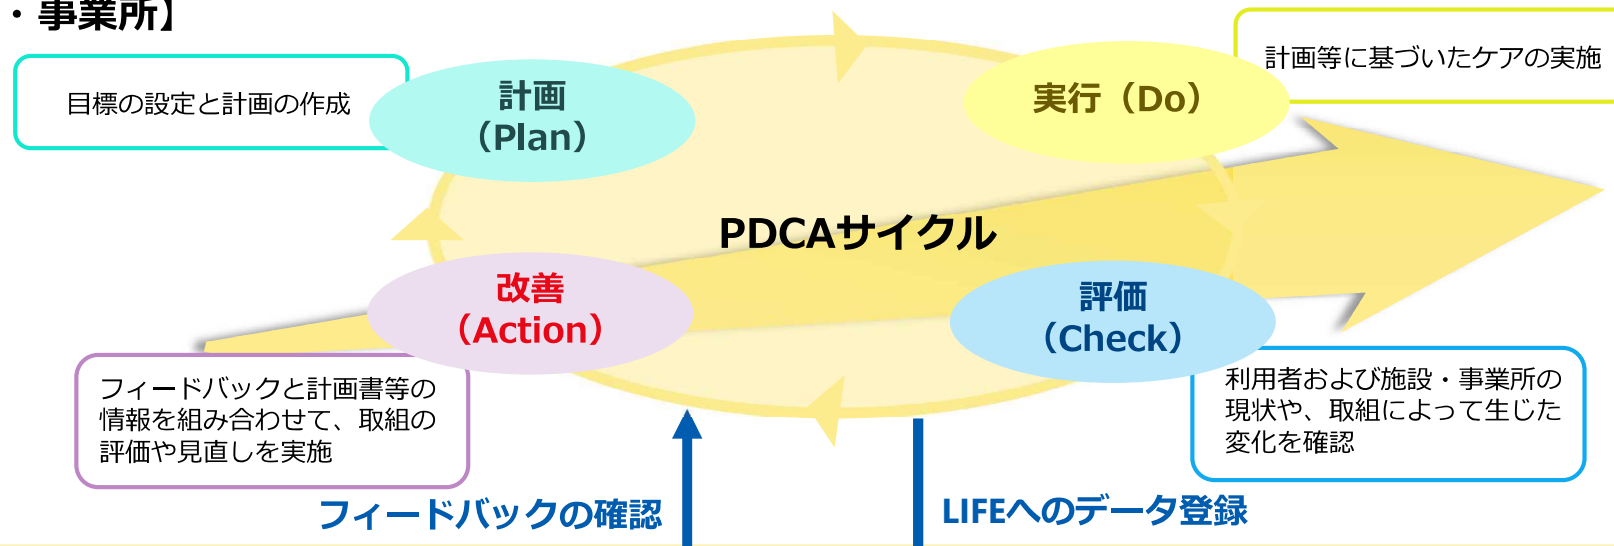 ・事業所】
目標の設定と計画の作成
計画
（Plan）
実行（Do）
計画等に基づいたケアの実施
PDCAサイクル
改善
（Action）
評価
（Check）
フィードバックと計画書等の
情報を組み合わせて、取組の
評価や見直しを実施
利用者および施設・事業所の
現状や、取組によって生じた
変化を確認
フィードバックの確認
LIFEへのデータ登録